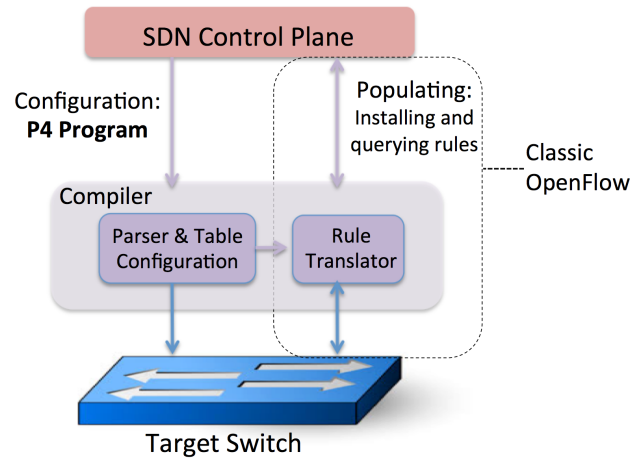 SDN Control Plane
Configuration:
P4 Program
Populating:
Installing and
querying rules
Classic
OpenFlow
Compiler
Parser & Table
Configuration
Rule
Translator
Target Switch